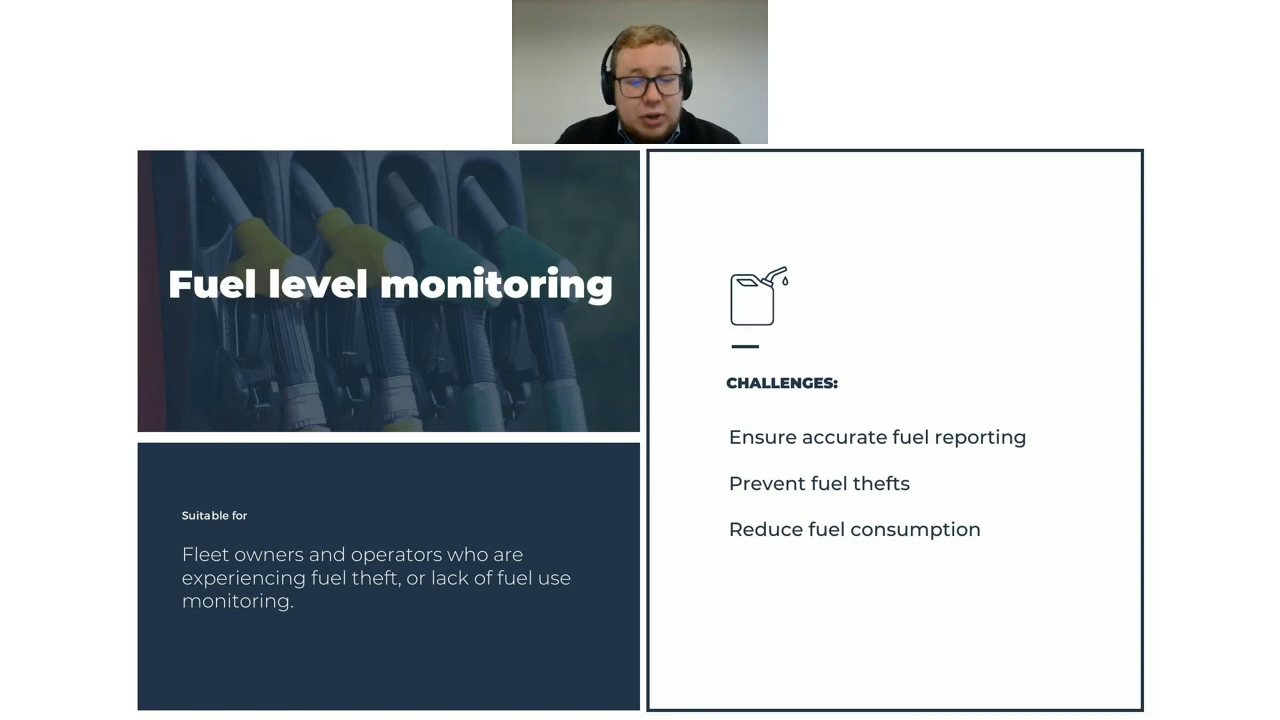 Fuel level monitoring
Suitable for
Fleet owners and operators who are
experiencing fuel theft, or lack of fuel use
monitoring.
CHALLENGES:
Ensure accurate fuel reporting
Prevent fuel thefts
Reduce fuel consumption